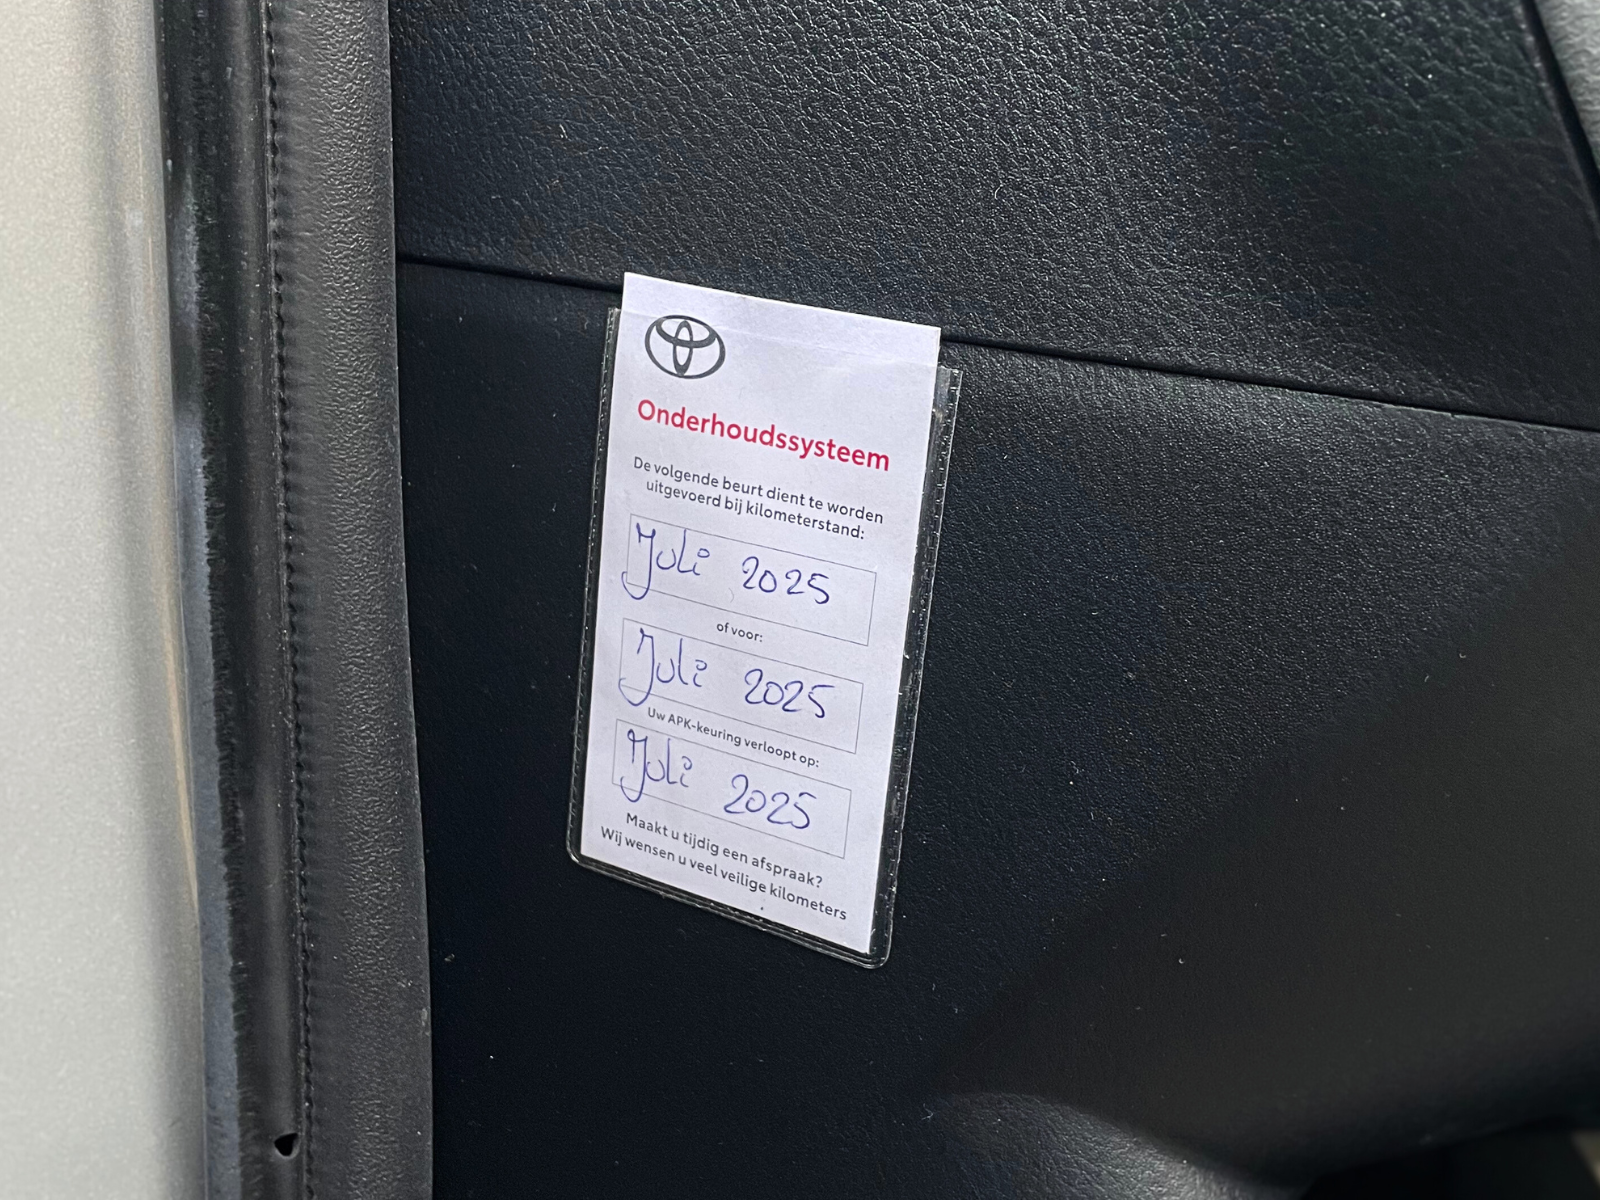 Onderhoudssysteem
De volgende beurt dient te worden
uitgevoerd bij kilometerstand:
Juli 2025
of voor:
Juli 2025
Uw APK-keuring verloopt op:
Juli 2025
Maakt u tijdig een afspraak?
Wij wensen u veel veilige kilometers